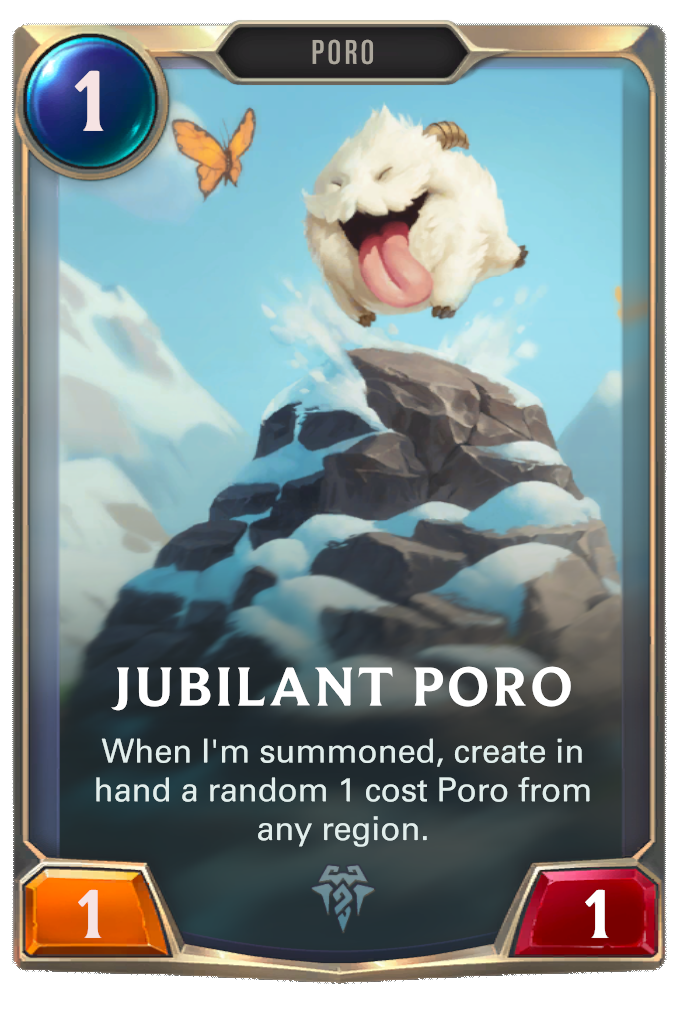 PORO
1
JUBILANT PORO
When I'm summoned, create in
hand a random 1 cost Poro from
any region.
1
1